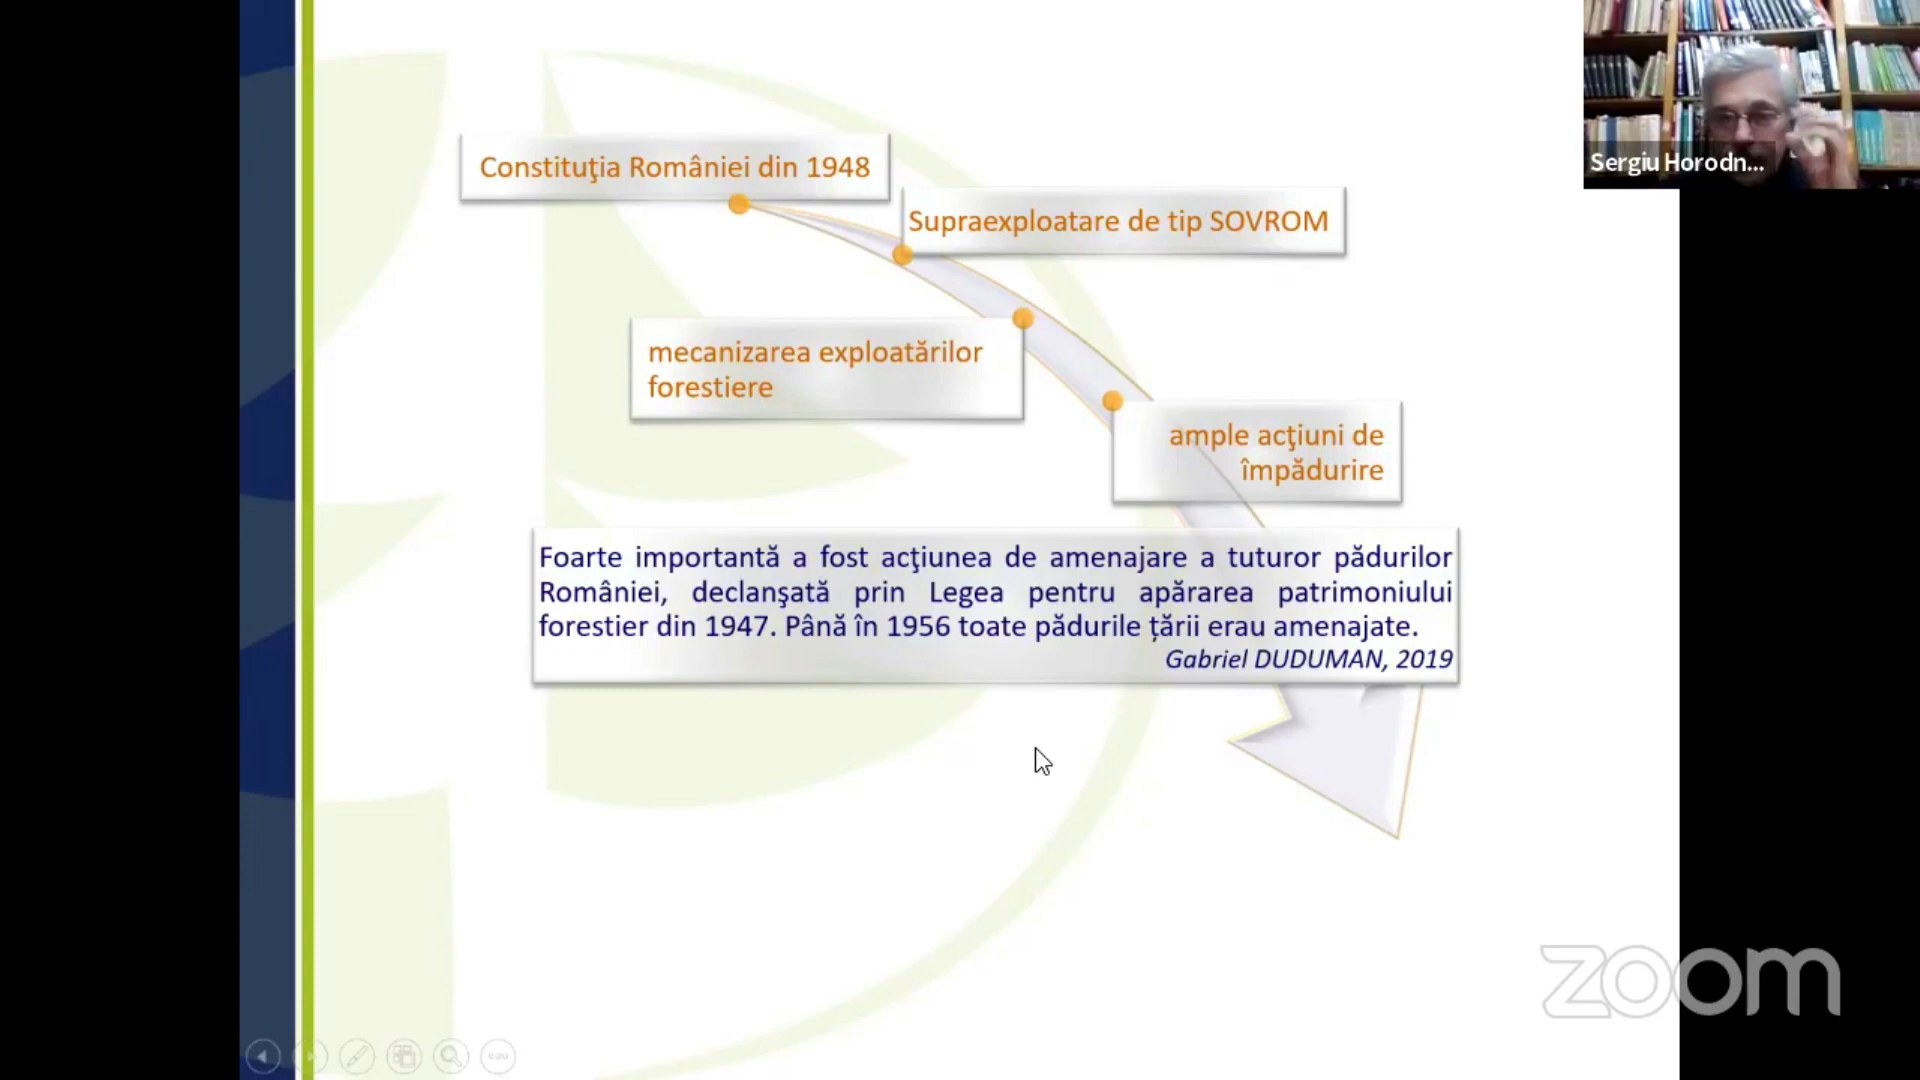 Constituţia României din 1948
Supraexploatare de tip SOVROM
mecanizarea exploatărilor
forestiere
ample acţiuni de
împădurire
Foarte importantă a fost acţiunea de amenajare a tuturor pădurilor
României, declanşată prin Legea pentru apărarea patrimoniului
forestier din 1947. Până în 1956 toate pădurile țării erau amenajate.
Gabriel DUDUMAN, 2019
Sergiu Horodn...
zoom